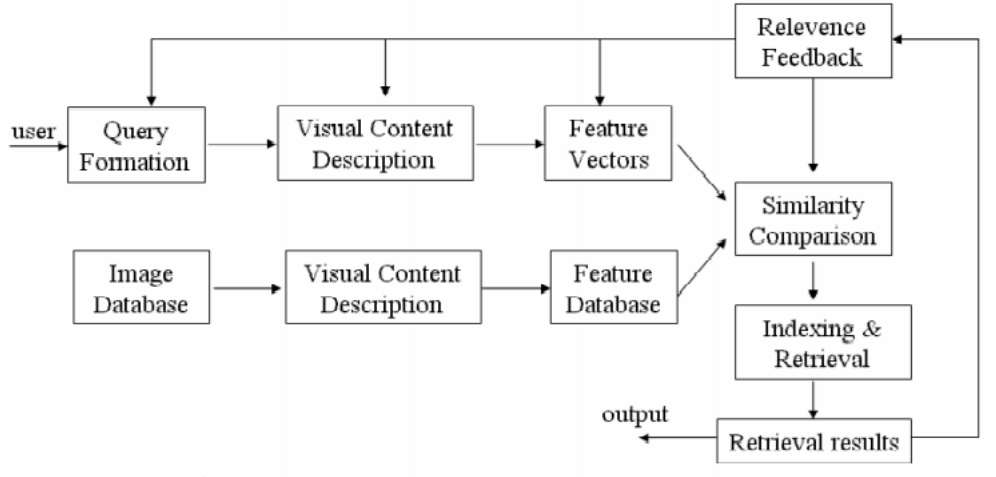 Relevence
Feedback
user
Query
Formation
Visual Content
Description
Feature
Vectors
Similarity
Comparison
Image
Database
Visual Content
Description
Feature
Database
Indexing &
Retrieval
output
Retrieval results